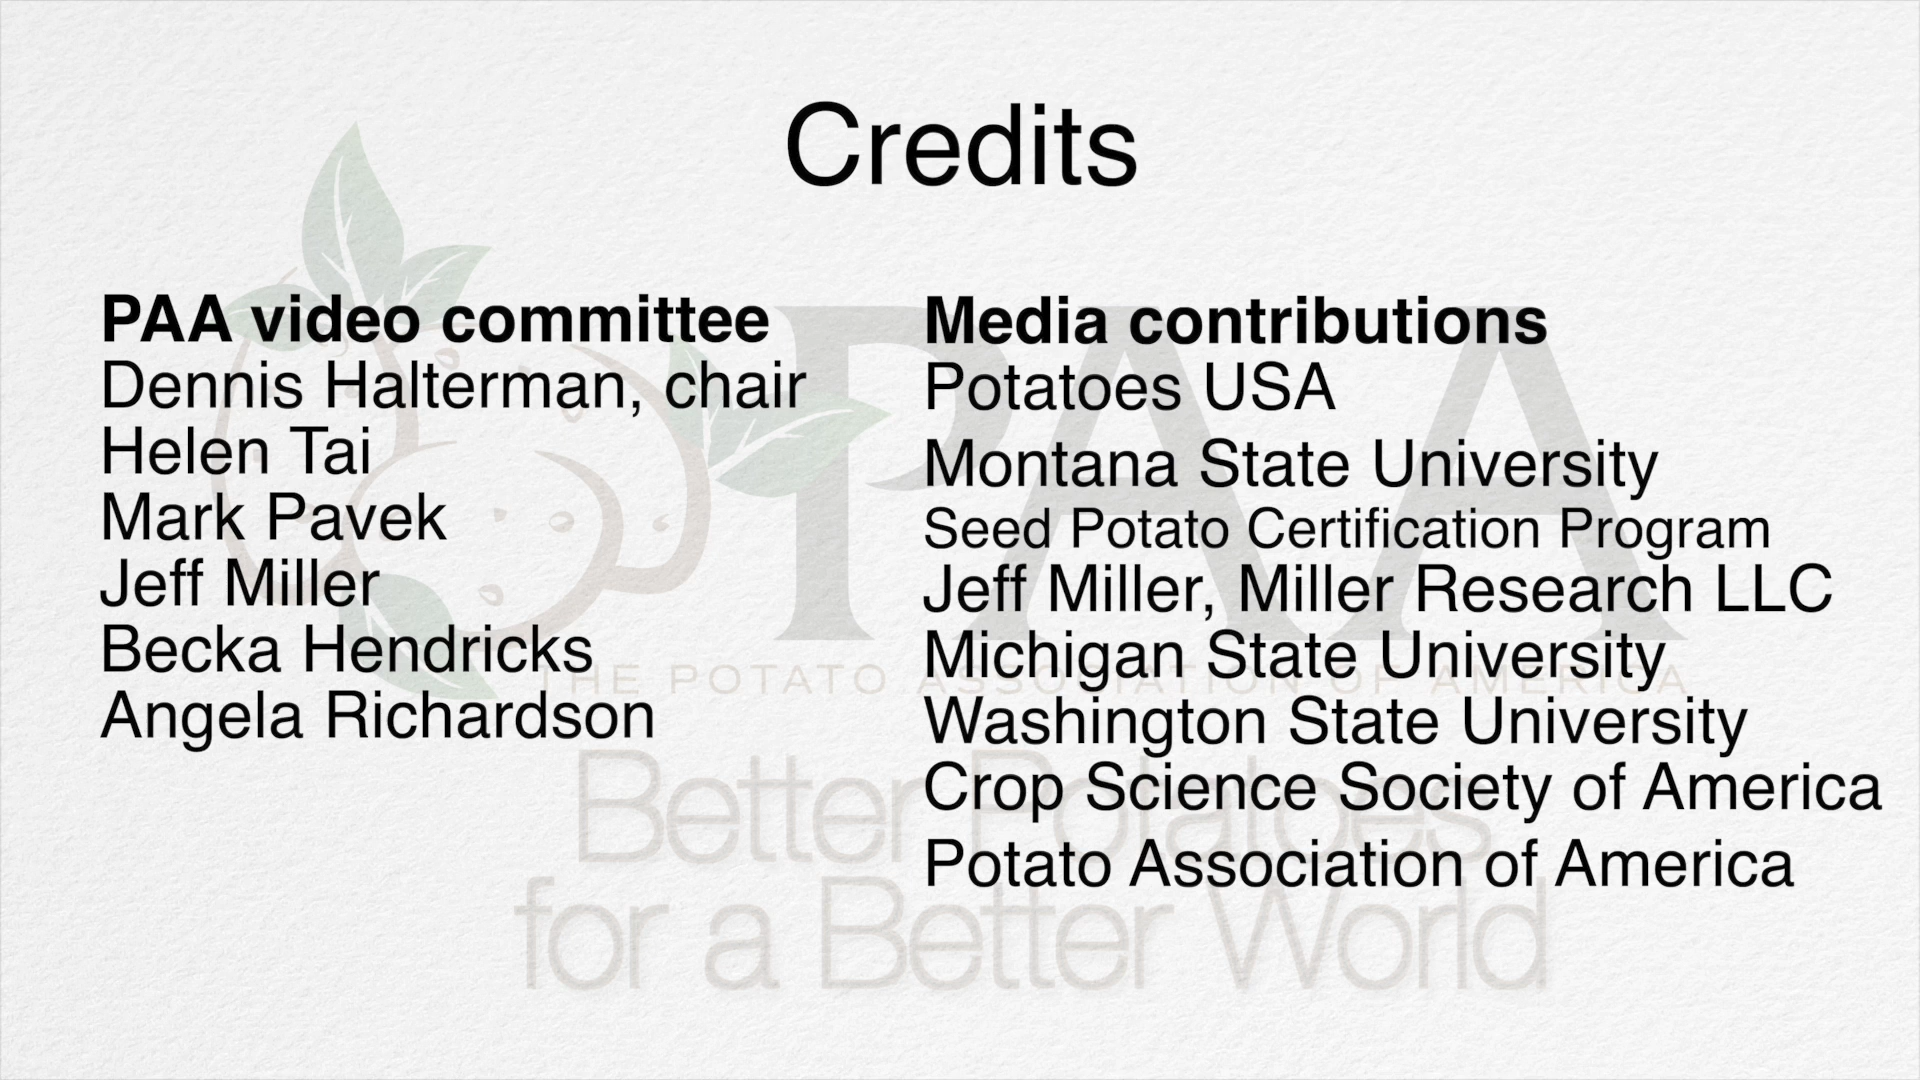 Credits
PAA video committee
Dennis Halterman, chair
Helen Tai
Mark Pavek
Jeff Miller
Becka Hendricks
Angela Richardson
Media contributions
Potatoes USA
Montana State University
Seed Potato Certification Program
Jeff Miller, Miller Research LLC
Michigan State University
Washington State University
Crop Science Society of America
Potato Association of America
PAA
THE POTATO ASSOCIATION OF AMERICA
Better Potatoes
for a Better World